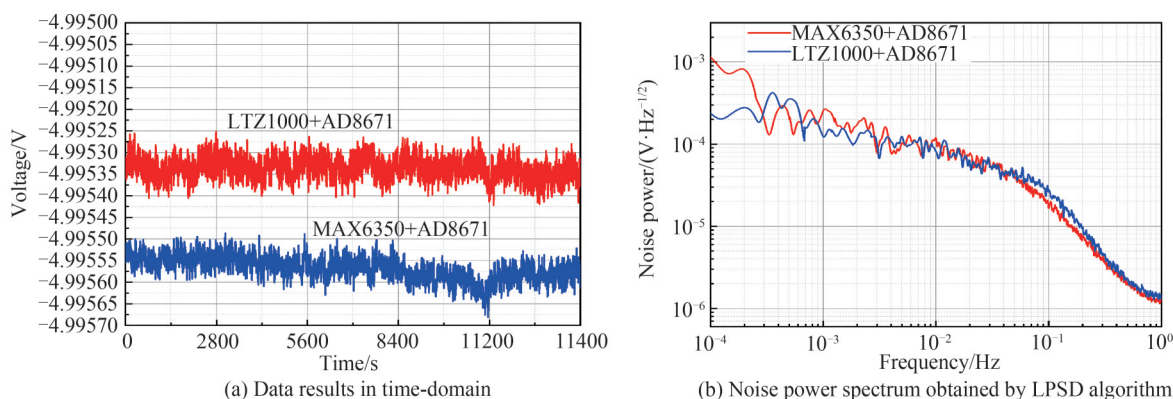 −4.99500
−4.99505
−4.99510
−4.99515
−4.99520
−4.99525
−4.99530
−4.99540
−4.99550
−4.99555
−4.99560
−4.99565
−4.99570
Voltage/V
LTZ1000+AD8671
MAX6350+AD8671
0 2800 5600 8400 11200 11400
Time/s
(a) Data results in time-domain
MAX6350+AD8671
LTZ1000+AD8671
10⁻³
10⁻⁴
10⁻⁵
10⁻⁶
Noise power/(V·Hz⁻¹/²)
10⁻⁴ 10⁻³ 10⁻² 10⁻¹ 10⁰
Frequency/Hz
(b) Noise power spectrum obtained by LPSD algorithm